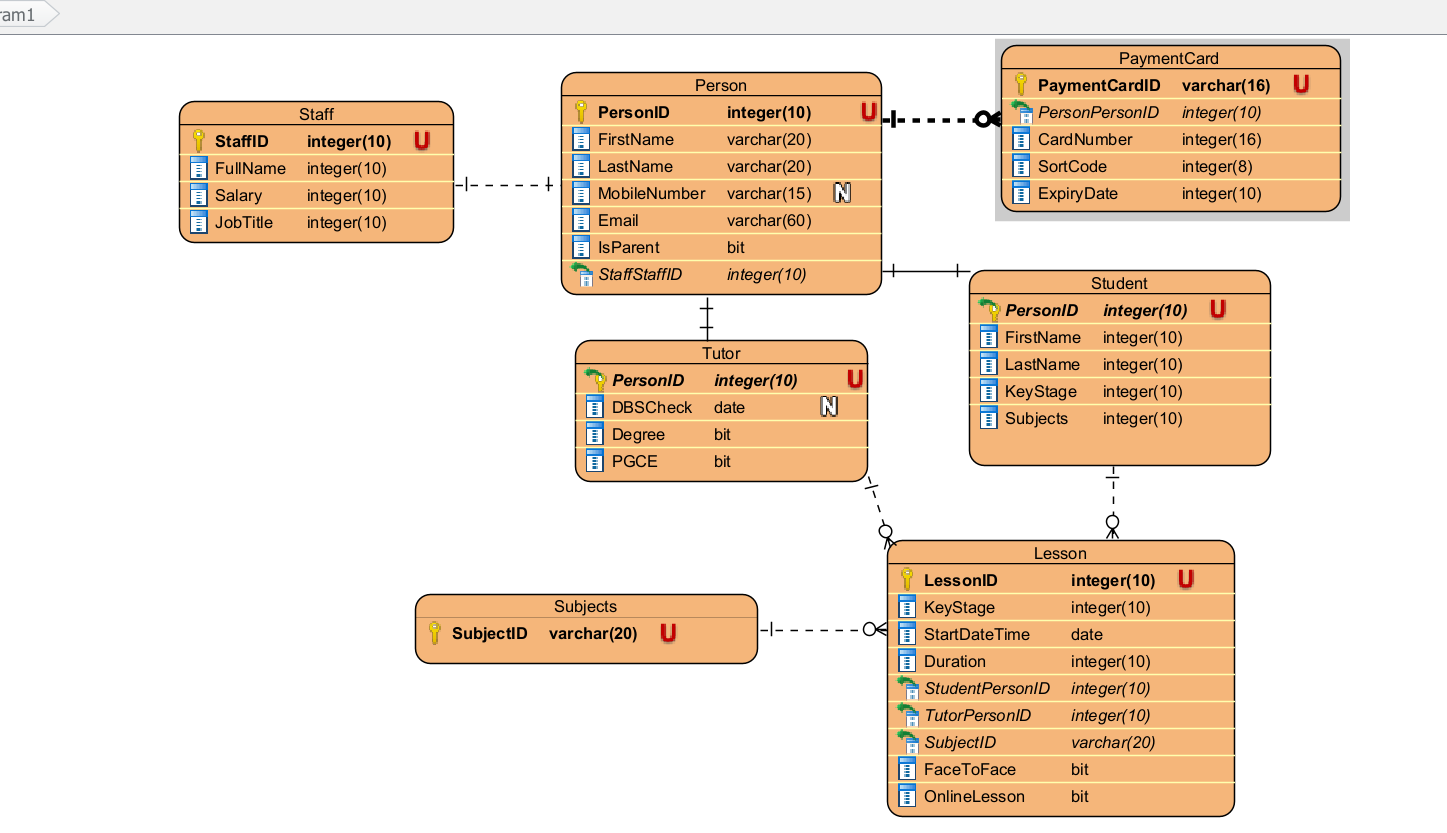 ram1
Staff
StaffID integer(10) U
FullName integer(10)
Salary integer(10)
JobTitle integer(10)
Person
PersonID integer(10) U
FirstName varchar(20)
LastName varchar(20)
MobileNumber varchar(15) N
Email varchar(60)
IsParent bit
StaffStaffID integer(10)
PaymentCard
PaymentCardID varchar(16) U
PersonPersonID integer(10)
CardNumber integer(16)
SortCode integer(8)
ExpiryDate integer(10)
Student
PersonID integer(10) U
FirstName integer(10)
LastName integer(10)
KeyStage integer(10)
Subjects integer(10)
Tutor
PersonID integer(10) U
DBSCheck date N
Degree bit
PGCE bit
Subjects
SubjectID varchar(20) U
Lesson
LessonID integer(10) U
KeyStage integer(10)
StartDateTime date
Duration integer(10)
StudentPersonID integer(10)
TutorPersonID integer(10)
SubjectID varchar(20)
FaceToFace bit
OnlineLesson bit